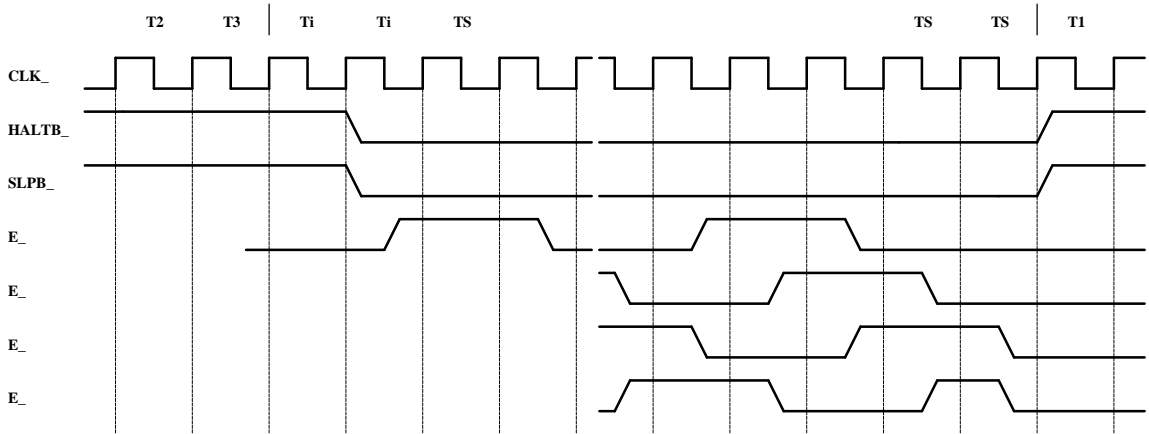 T2 T3 Ti Ti TS TS TS T1
CLK_
HALTB_
SLPB_
E_
E_
E_
E_